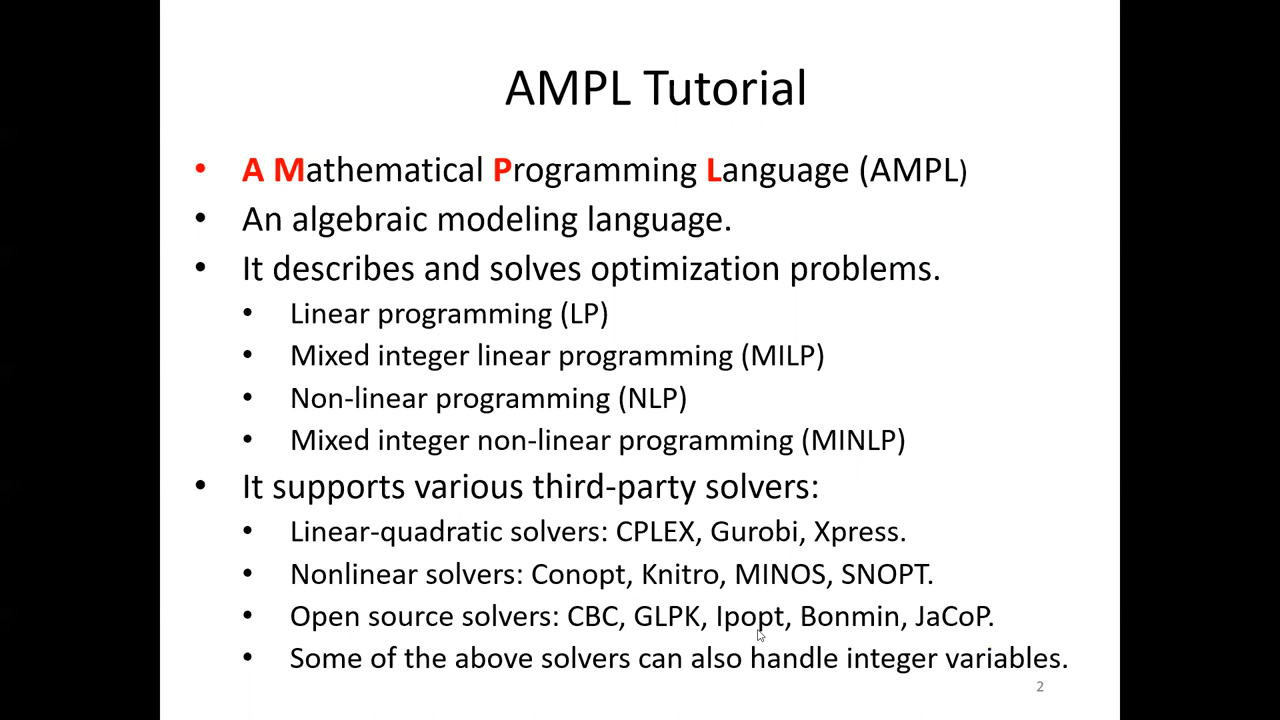 AMPL Tutorial
• A Mathematical Programming Language (AMPL)
• An algebraic modeling language.
• It describes and solves optimization problems.
• Linear programming (LP)
• Mixed integer linear programming (MILP)
• Non-linear programming (NLP)
• Mixed integer non-linear programming (MINLP)
• It supports various third-party solvers:
• Linear-quadratic solvers: CPLEX, Gurobi, Xpress.
• Nonlinear solvers: Conopt, Knitro, MINOS, SNOPT.
• Open source solvers: CBC, GLPK, Ipopt, Bonmin, JaCoP.
• Some of the above solvers can also handle integer variables.
2